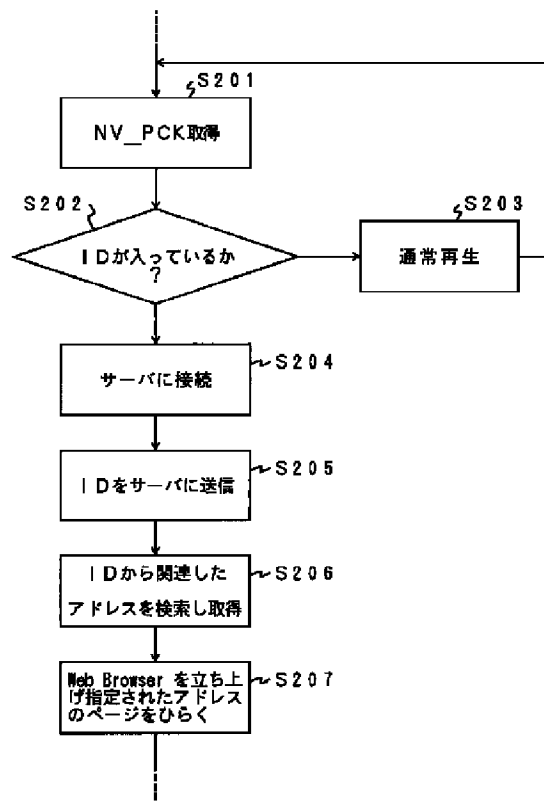 S201
NV_PCK取得
S202
IDが入っているか
?
S203
通常再生
サーバに接続
S204
IDをサーバに送信
S205
IDから関連した
アドレスを検索し取得
S206
Web Browser を立ち上
げ指定されたアドレス
のページをひらく
S207